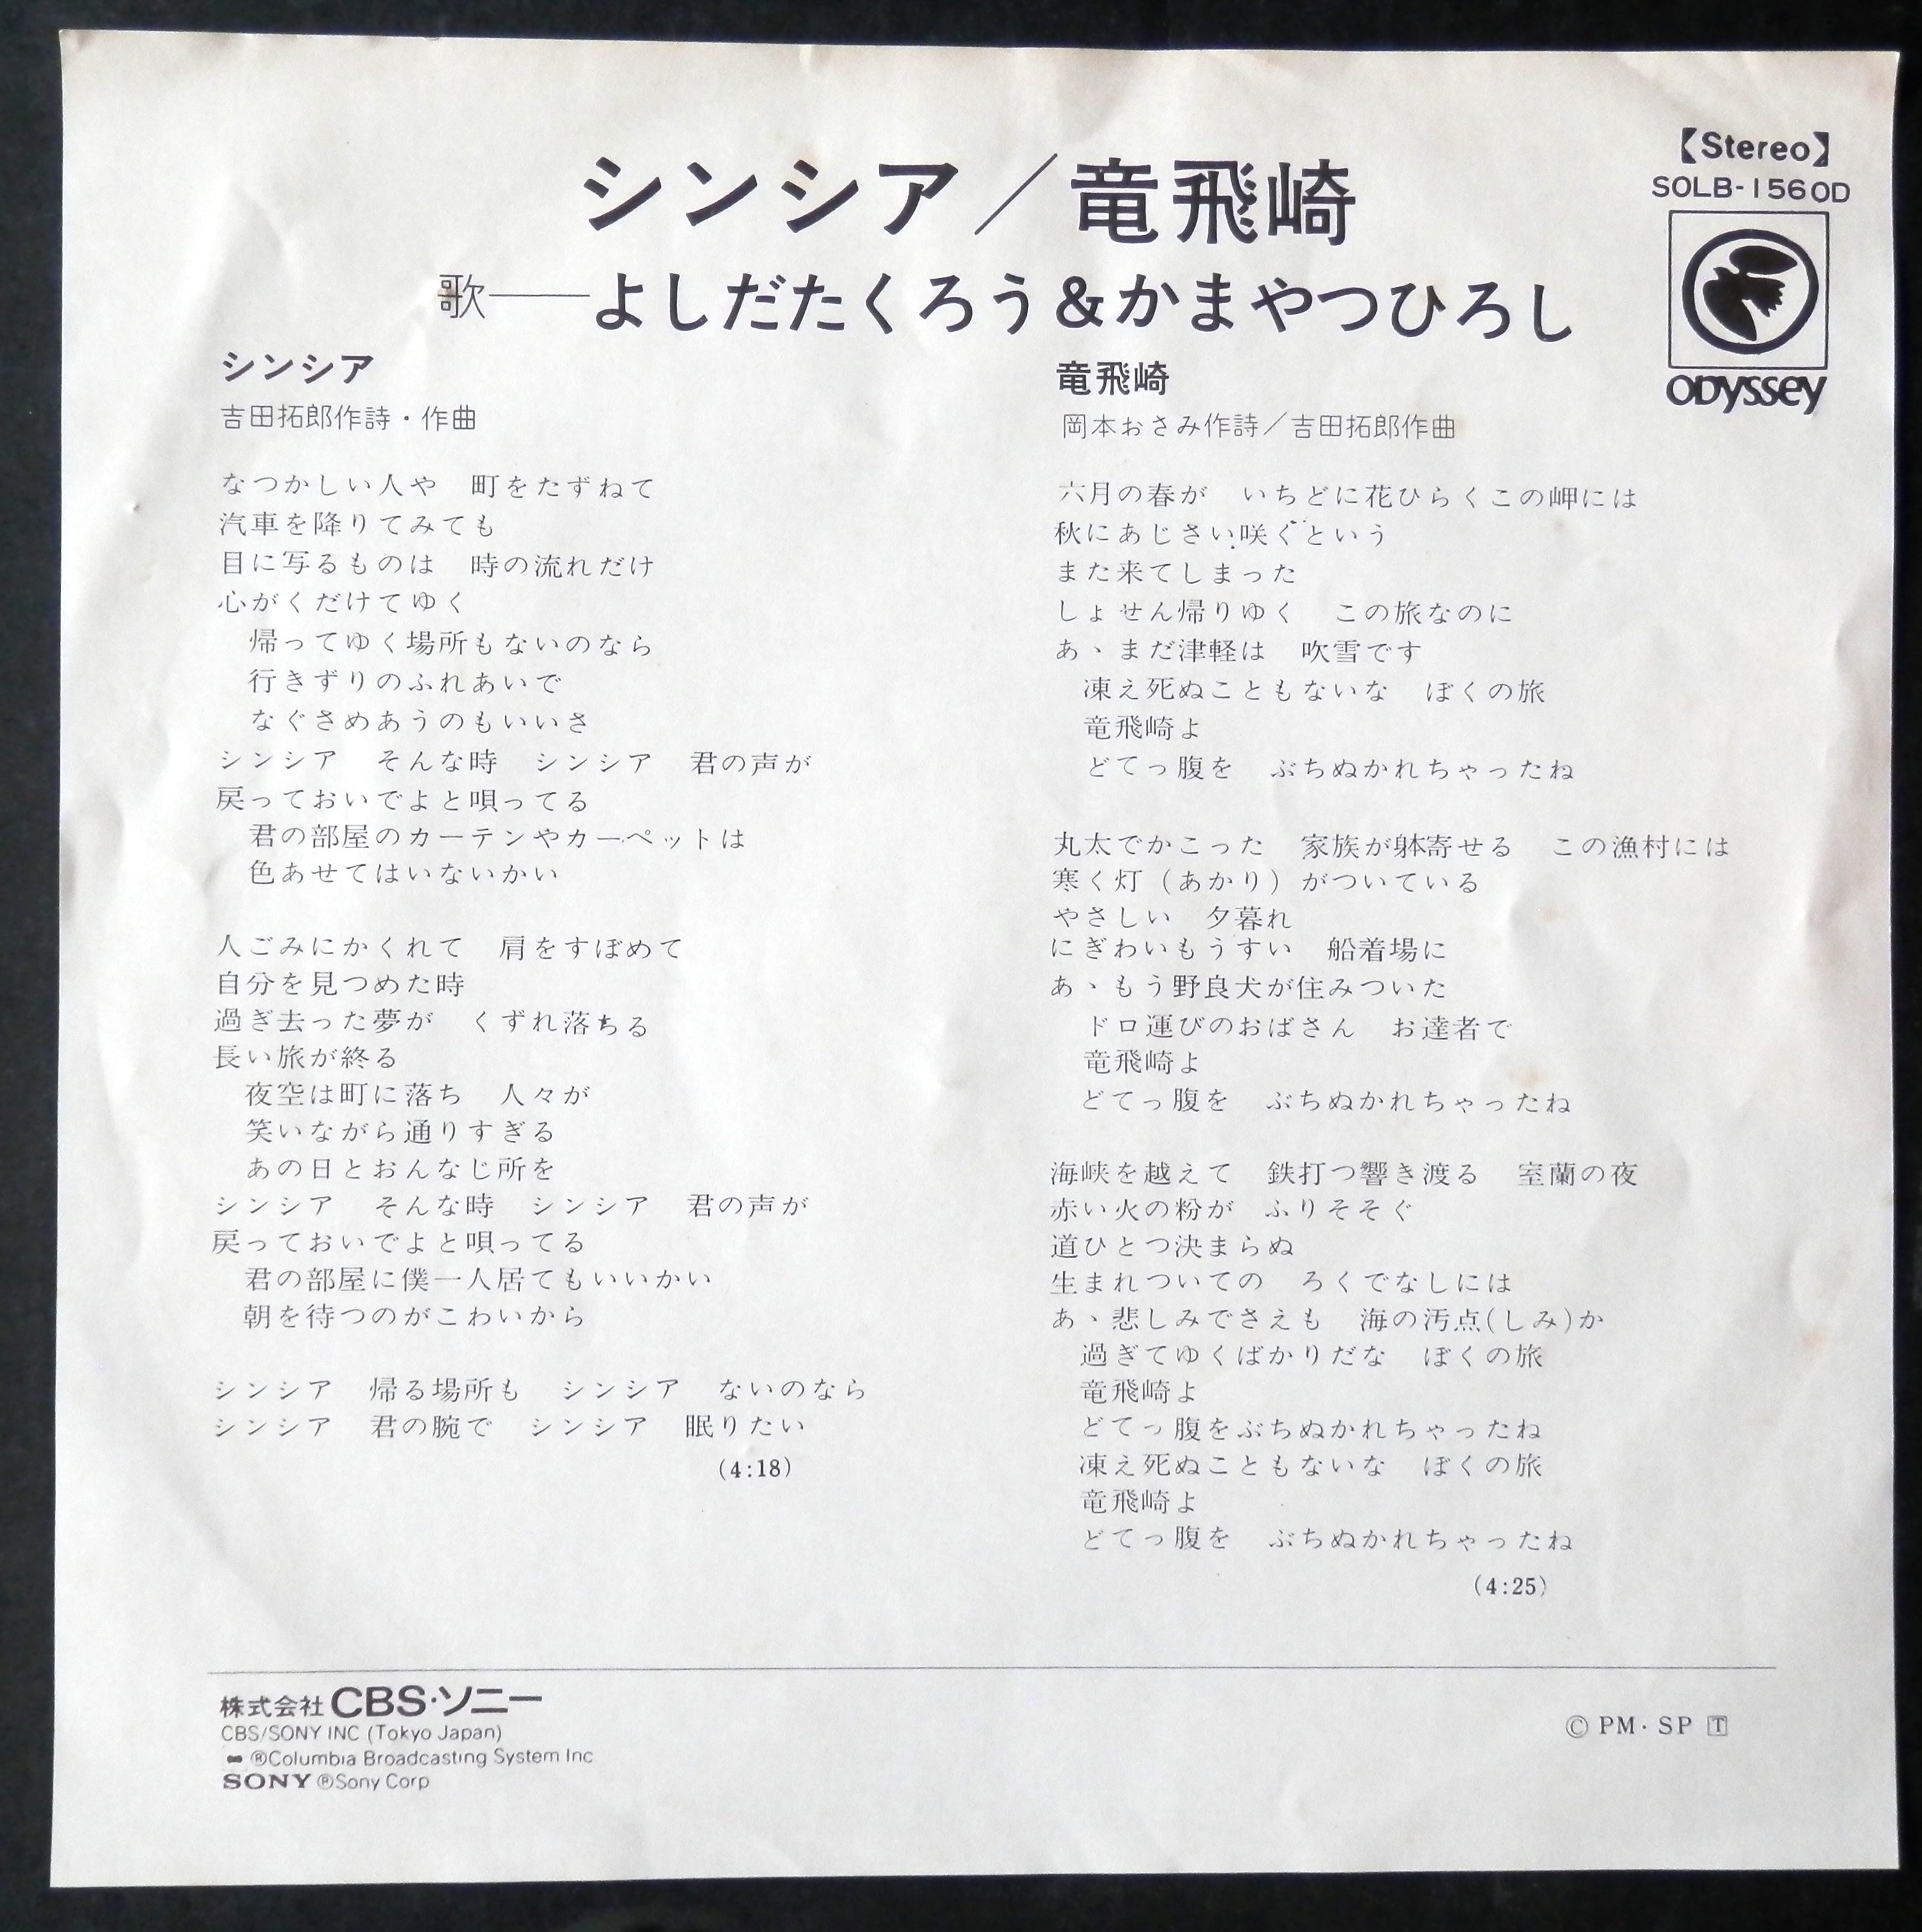 シンシア／竜飛崎
【Stereo】
SOLB-156OD
ODYSSEY
歌――よしだたくろう&かまやつひろし
シンシア
吉田拓郎作詩・作曲
なつかしい人や　町をたずねて
汽車を降りてみても
目に写るものは　時の流れだけ
心がくだけてゆく
帰ってゆく場所もないのなら
行きずりのふれあいで
なぐさめあうのもいいさ
シンシア　そんな時　シンシア　君の声が
戻っておいでよと唄ってる
君の部屋のカーテンやカーペットは
色あせてはいないかい
人ごみにかくれて　肩をすぼめて
自分を見つめた時
過ぎ去った夢が　くずれ落ちる
長い旅が終る
夜空は町に落ち　人々が
笑いながら通りすぎる
あの日とおんなじ所を
シンシア　そんな時　シンシア　君の声が
戻っておいでよと唄ってる
君の部屋に僕一人居てもいいかい
朝を待つのがこわいから
シンシア　帰る場所も　シンシア　ないのなら
シンシア　君の腕で　シンシア　眠りたい
(4:18)
竜飛崎
岡本おさみ作詩／吉田拓郎作曲
六月の春が　いちどに花ひらくこの岬には
秋にあじさい咲くという
また来てしまった
しょせん帰りゆく　この旅なのに
あゝまだ津軽は　吹雪です
凍え死ぬこともないな　ぼくの旅
竜飛崎よ
どてっ腹を　ぶちぬかれちゃったね
丸太でかこった　家族が躰寄せる　この漁村には
寒く灯（あかり）がついている
やさしい　夕暮れ
にぎわいもうすい　船着場に
あゝもう野良犬が住みついた
ドロ運びのおばさん　お達者で
竜飛崎よ
どてっ腹を　ぶちぬかれちゃったね
海峡を越えて　鉄打つ響き渡る　室蘭の夜
赤い火の粉が　ふりそそぐ
道ひとつ決まらぬ
生まれついての　ろくでなしには
あゝ悲しみでさえも　海の汚点(しみ)か
過ぎてゆくばかりだな　ぼくの旅
竜飛崎よ
どてっ腹をぶちぬかれちゃったね
凍え死ぬこともないな　ぼくの旅
竜飛崎よ
どてっ腹を　ぶちぬかれちゃったね
(4:25)
株式会社 CBS・ソニー
CBS/SONY INC (Tokyo Japan)
®Columbia Broadcasting System Inc
SONY ®Sony Corp
© PM・SP 🅃